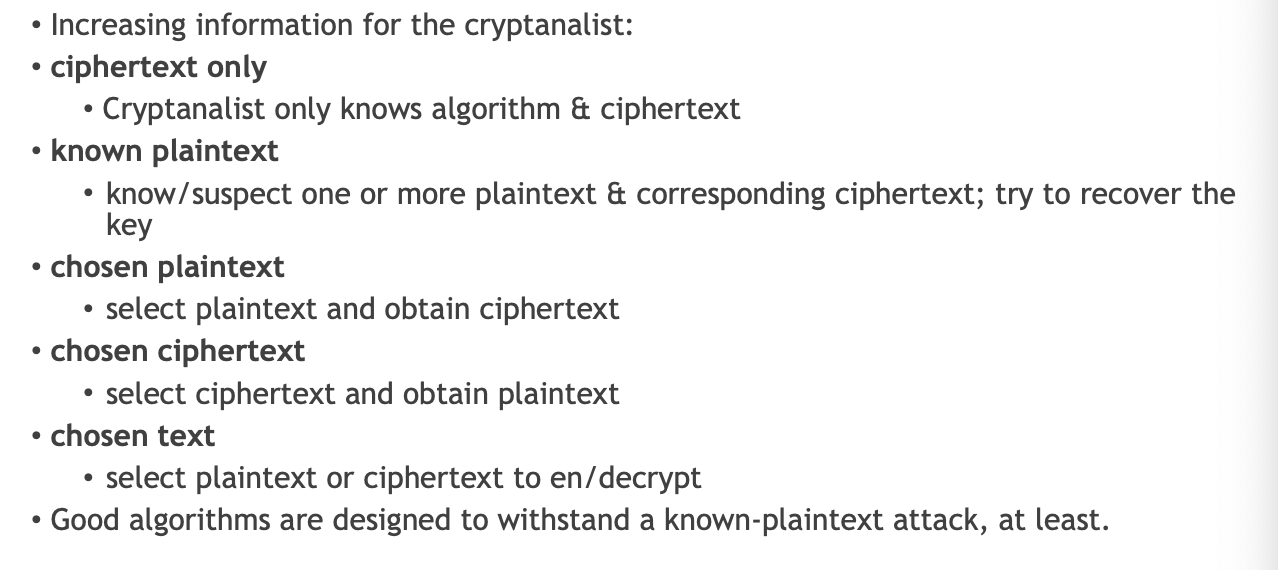 • Increasing information for the cryptanalist:
• ciphertext only
• Cryptanalist only knows algorithm & ciphertext
• known plaintext
• know/suspect one or more plaintext & corresponding ciphertext; try to recover the
key
• chosen plaintext
• select plaintext and obtain ciphertext
• chosen ciphertext
• select ciphertext and obtain plaintext
• chosen text
• select plaintext or ciphertext to en/decrypt
• Good algorithms are designed to withstand a known-plaintext attack, at least.